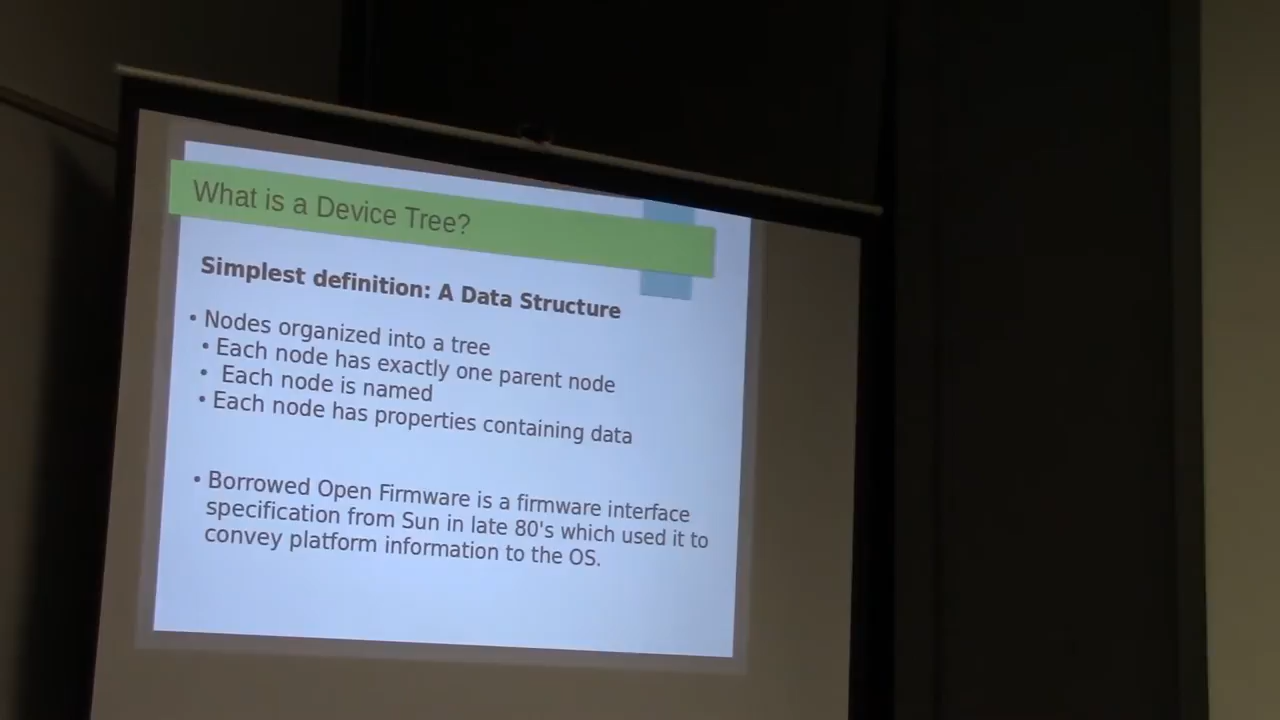 What is a Device Tree?
Simplest definition: A Data Structure
• Nodes organized into a tree
• Each node has exactly one parent node
• Each node is named
• Each node has properties containing data
• Borrowed Open Firmware is a firmware interface
specification from Sun in late 80's which used it to
convey platform information to the OS.